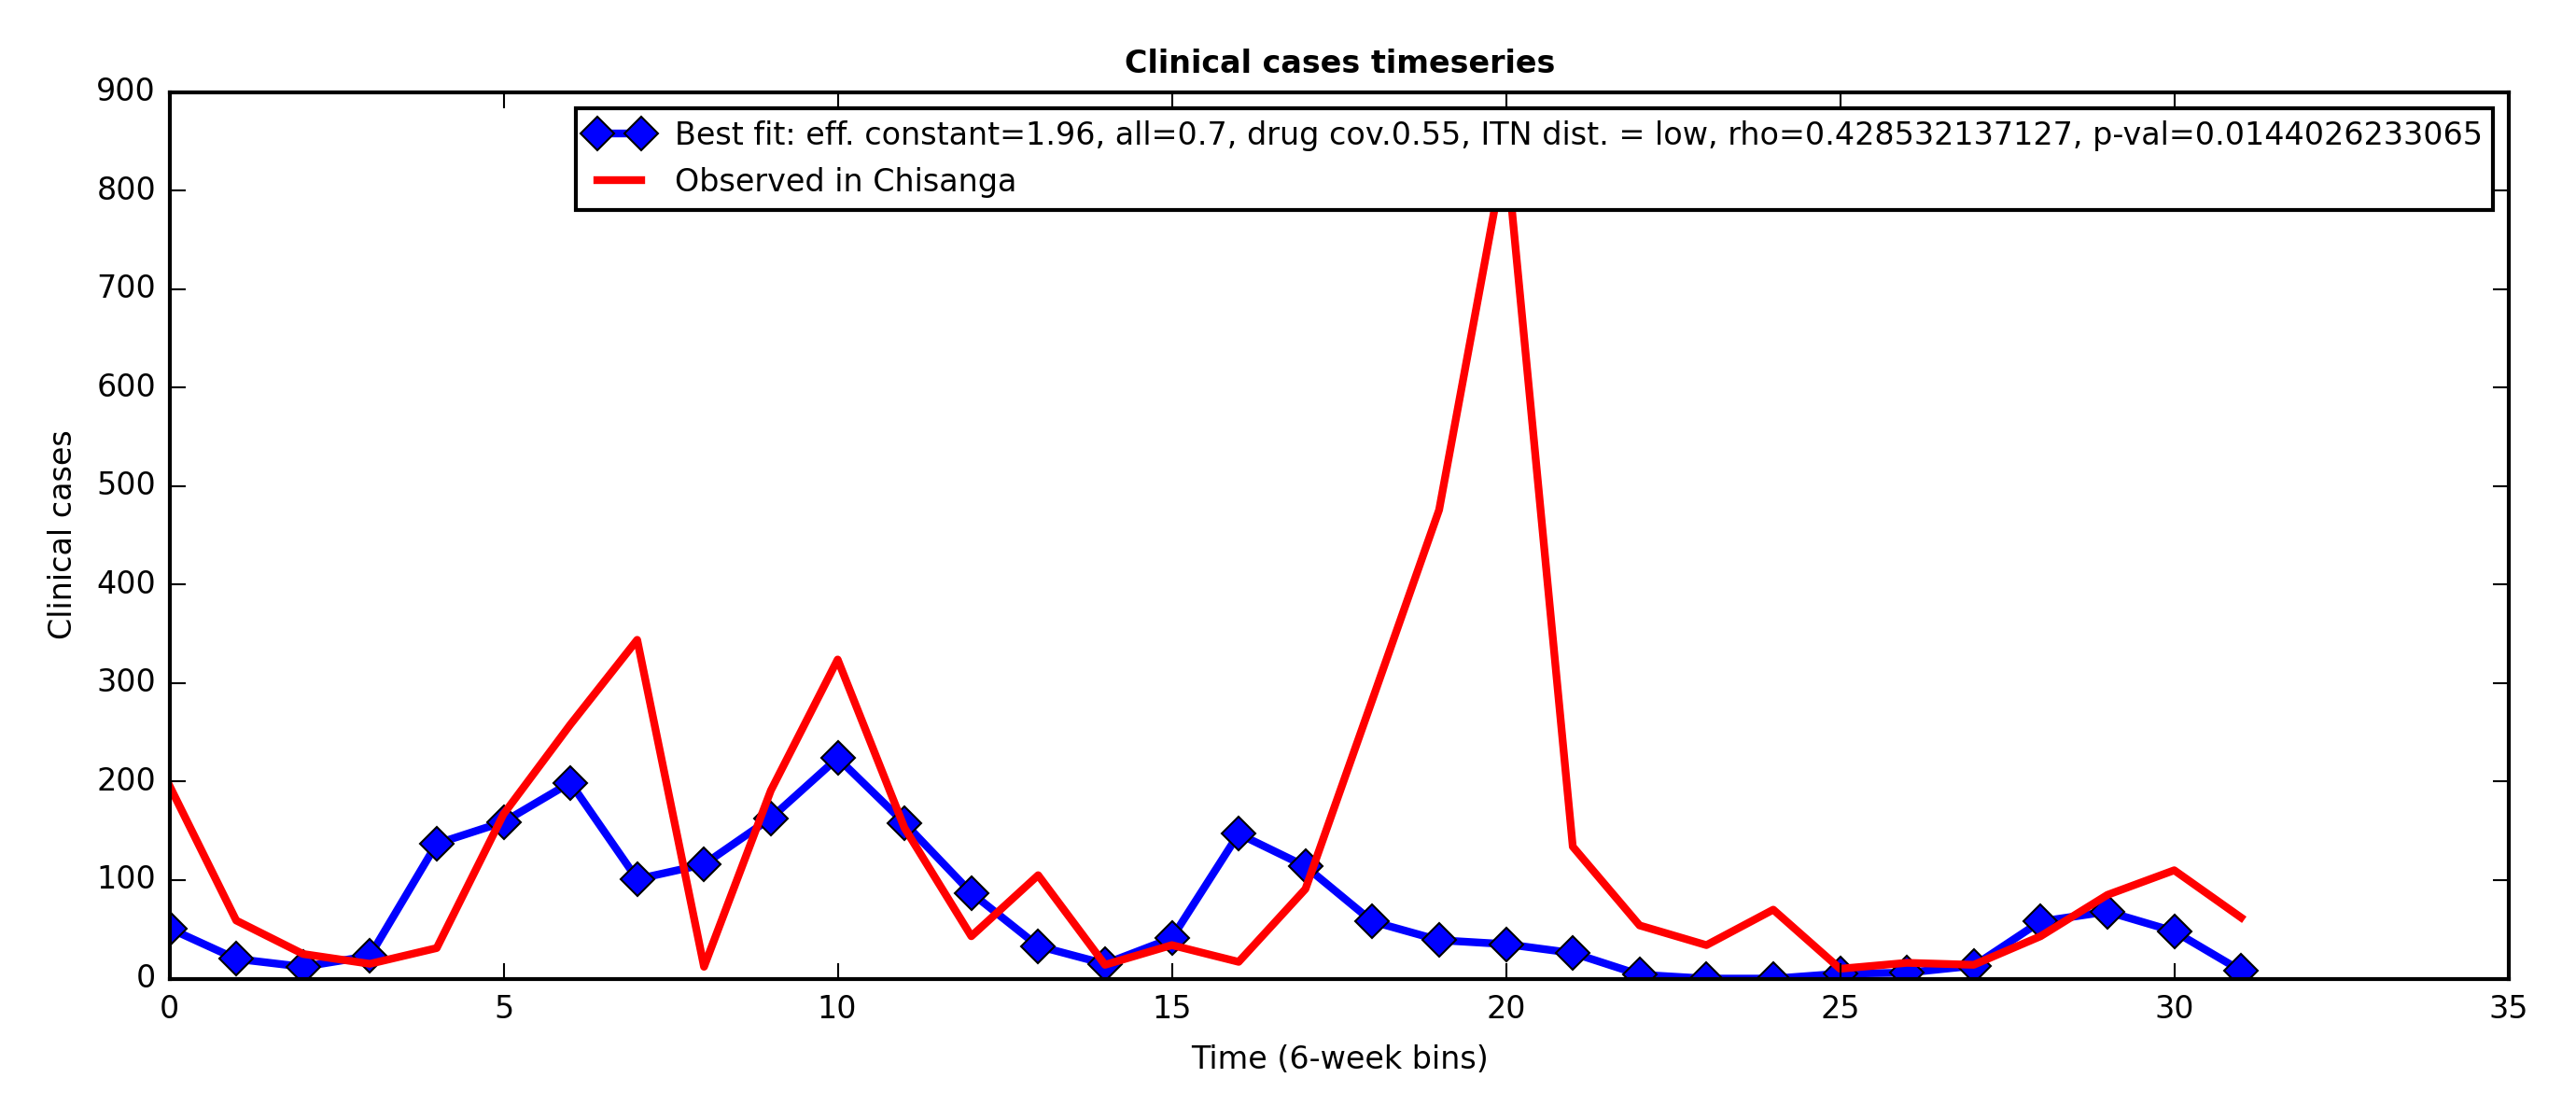 Clinical cases timeseries
Best fit: eff. constant=1.96, all=0.7, drug cov.0.55, ITN dist. = low, rho=0.428532137127, p-val=0.0144026233065
Observed in Chisanga
900
800
700
600
500
400
300
200
100
0
Clinical cases
0 5 10 15 20 25 30 35
Time (6-week bins)